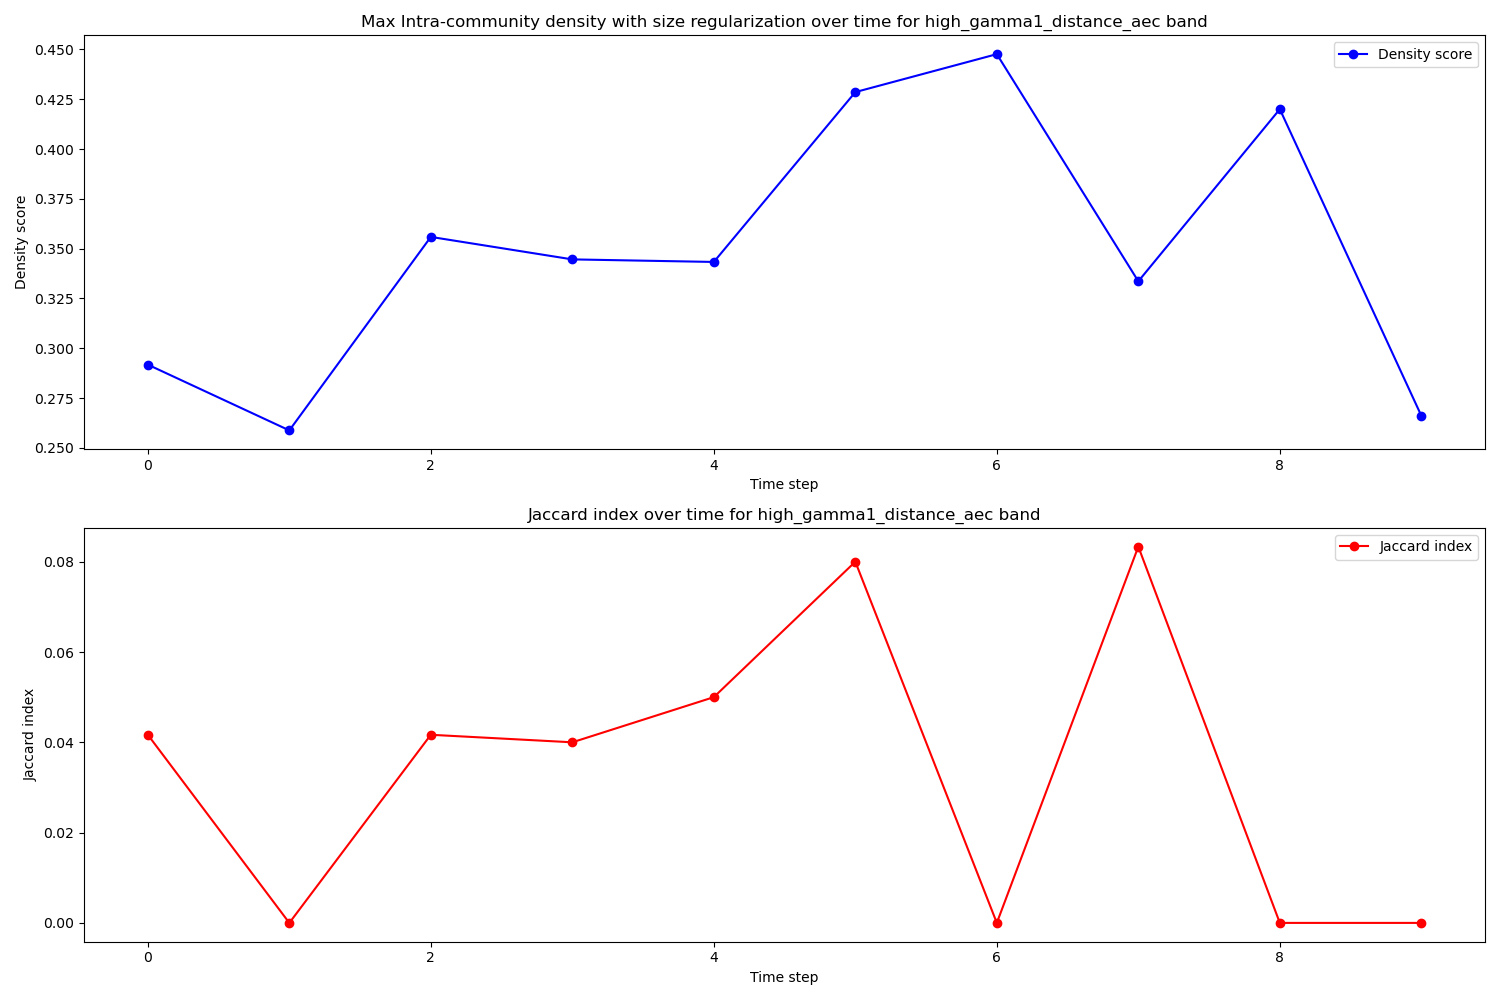 Max Intra-community density with size regularization over time for high_gamma1_distance_aec band
Density score
0.450
0.425
0.400
0.375
0.350
0.325
0.300
0.275
0.250
Density score
0 2 4 6 8
Time step
Jaccard index over time for high_gamma1_distance_aec band
Jaccard index
0.08
0.06
0.04
0.02
0.00
Jaccard index
0 2 4 6 8
Time step